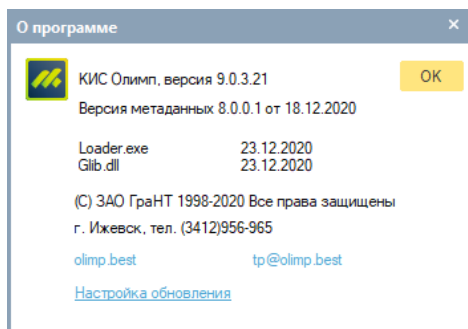 О программе ×
КИС Олимп, версия 9.0.3.21 OK
Версия метаданных 8.0.0.1 от 18.12.2020
Loader.exe 23.12.2020
Glib.dll 23.12.2020
(C) ЗАО ГраНТ 1998-2020 Все права защищены
г. Ижевск, тел. (3412)956-965
olimp.best tp@olimp.best
Настройка обновления